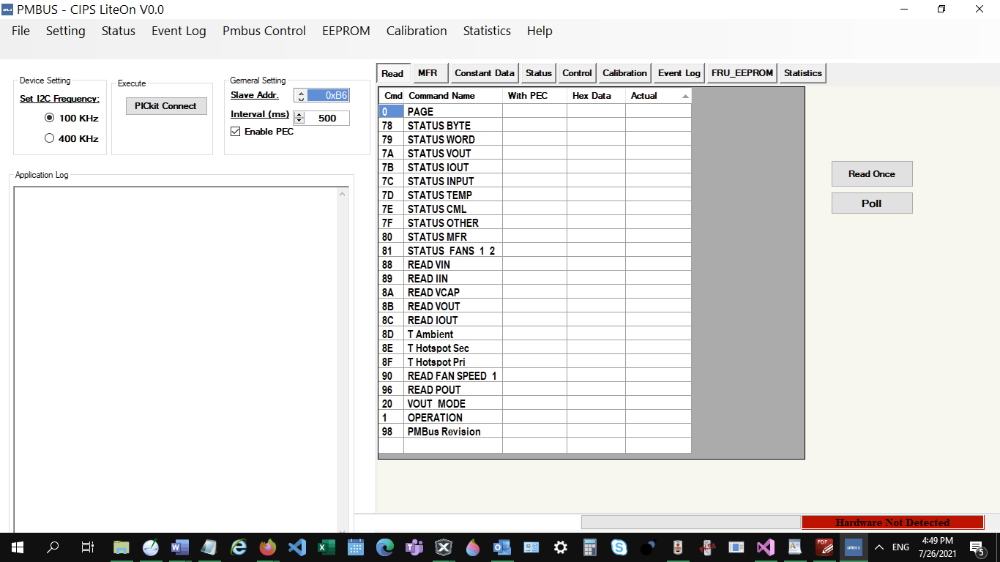 PMBUS - CIPS LiteOn V0.0
File Setting Status Event Log Pmbus Control EEPROM Calibration Statistics Help
Device Setting
Set I2C Frequency:
100 KHz
400 KHz
Execute
PICkit Connect
Gemeral Setting
Slave Addr. 0xB6
Interval (ms) 500
Enable PEC
Application Log
Read MFR Constant Data Status Control Calibration Event Log FRU_EEPROM Statistics
Cmd Command Name With PEC Hex Data Actual
0 PAGE
78 STATUS BYTE
79 STATUS WORD
7A STATUS VOUT
7B STATUS IOUT
7C STATUS INPUT
7D STATUS TEMP
7E STATUS CML
7F STATUS OTHER
80 STATUS MFR
81 STATUS FANS 1 2
88 READ VIN
89 READ IIN
8A READ VCAP
8B READ VOUT
8C READ IOUT
8D T Ambient
8E T Hotspot Sec
8F T Hotspot Pri
90 READ FAN SPEED 1
96 READ POUT
20 VOUT MODE
1 OPERATION
98 PMBus Revision
Read Once
Poll
Hardware Not Detected
ENG
4:49 PM
7/26/2021
5
PDF